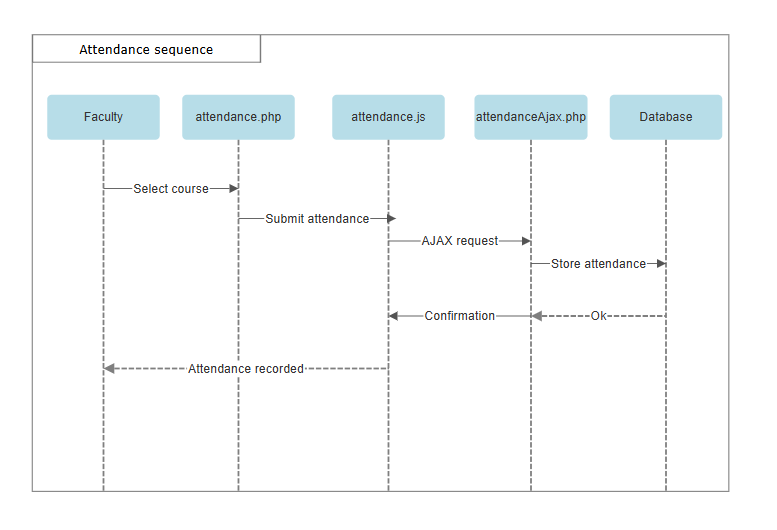 Attendance sequence
Faculty
attendance.php
attendance.js
attendanceAjax.php
Database
Select course
Submit attendance
AJAX request
Store attendance
Confirmation
Ok
Attendance recorded